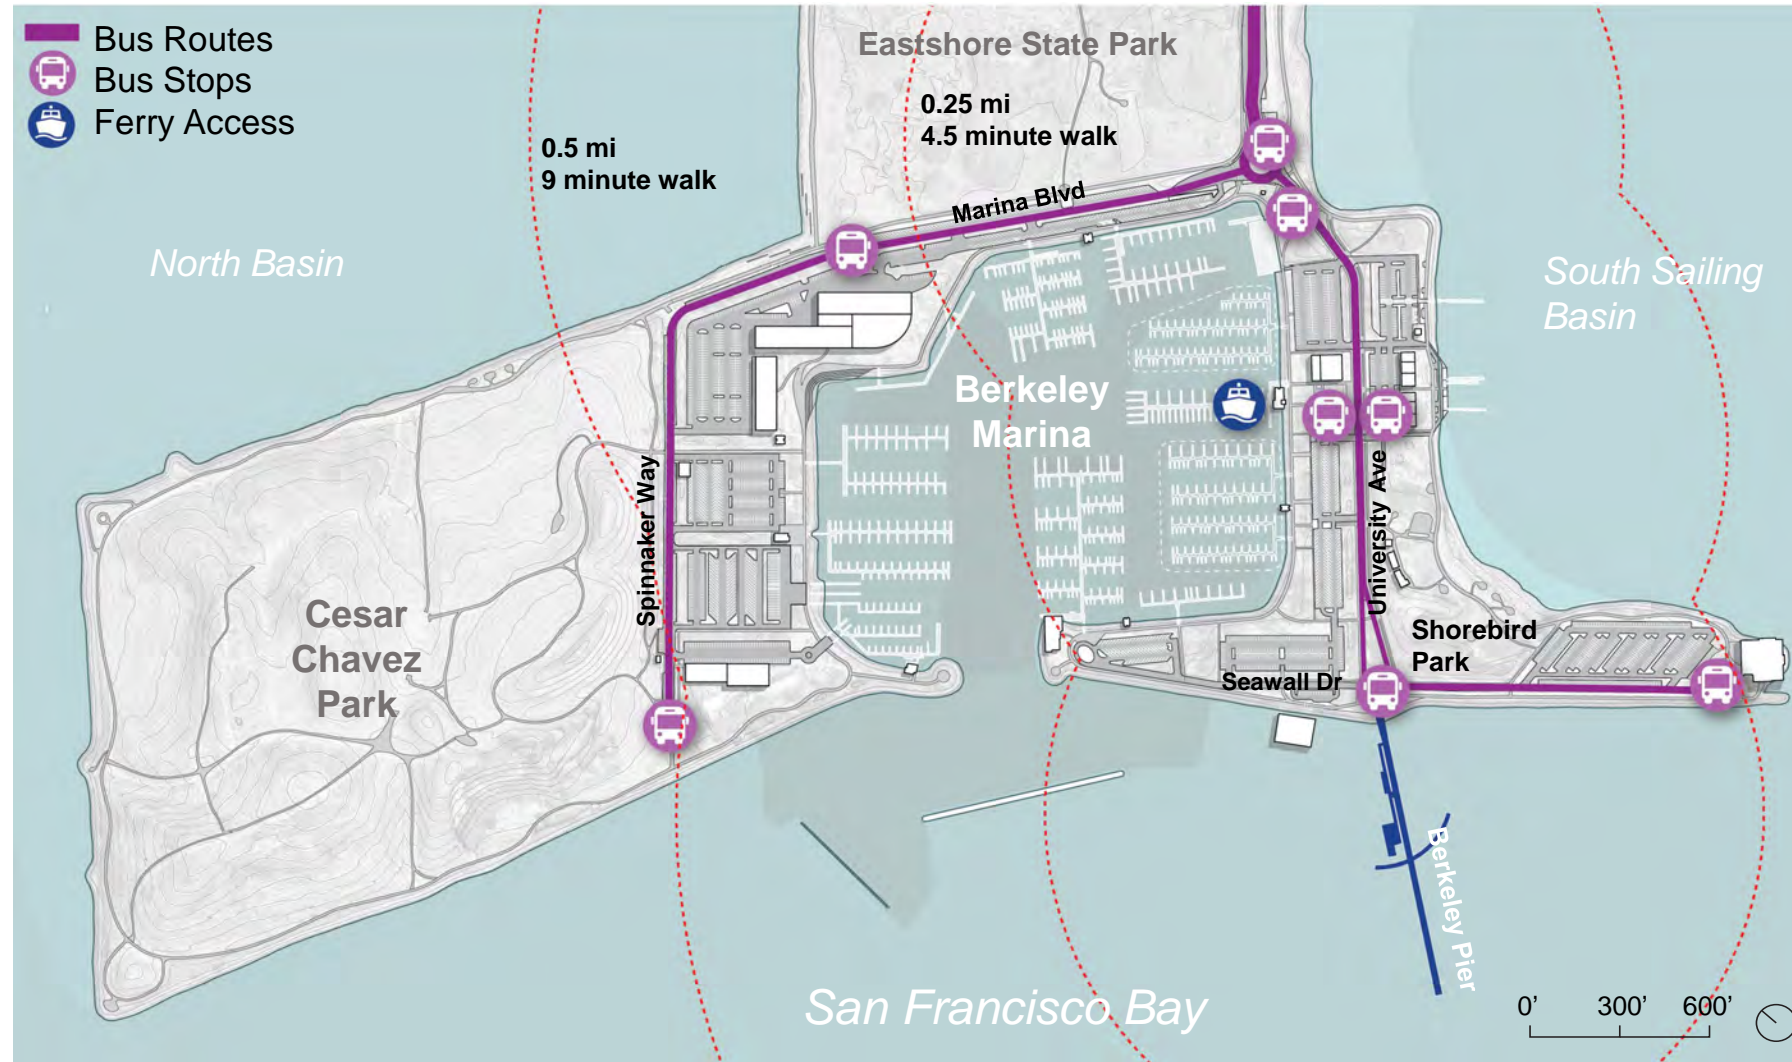 Bus Routes
Bus Stops
Ferry Access
Eastshore State Park
0.25 mi
4.5 minute walk
0.5 mi
9 minute walk
Marina Blvd
North Basin
South Sailing
Basin
Berkeley
Marina
Spinnaker Way
University Ave
Cesar
Chavez
Park
Shorebird
Park
Seawall Dr
Berkeley Pier
San Francisco Bay
0' 300' 600'